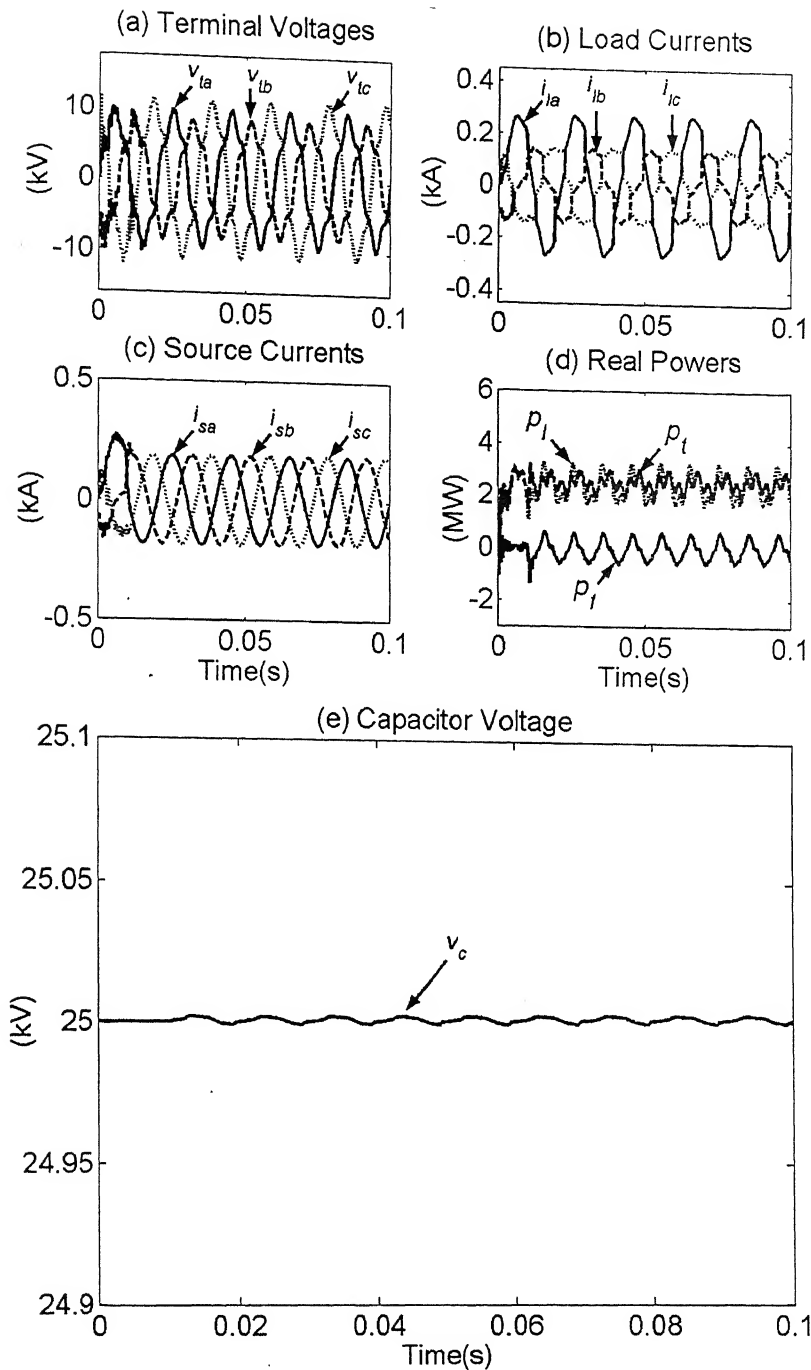 (a) Terminal Voltages
v_ta v_tb v_tc
10
0
-10
(kV)
0 0.05 0.1
(b) Load Currents
i_la i_lb i_lc
0.4
0.2
0
-0.2
-0.4
(kA)
0 0.05 0.1
(c) Source Currents
i_sa i_sb i_sc
0.5
0
-0.5
(kA)
0 0.05 0.1
Time(s)
(d) Real Powers
p_l p_t
p_f
6
4
2
0
-2
(MW)
0 0.05 0.1
Time(s)
(e) Capacitor Voltage
v_c
25.1
25.05
25
24.95
24.9
(kV)
0 0.02 0.04 0.06 0.08 0.1
Time(s)